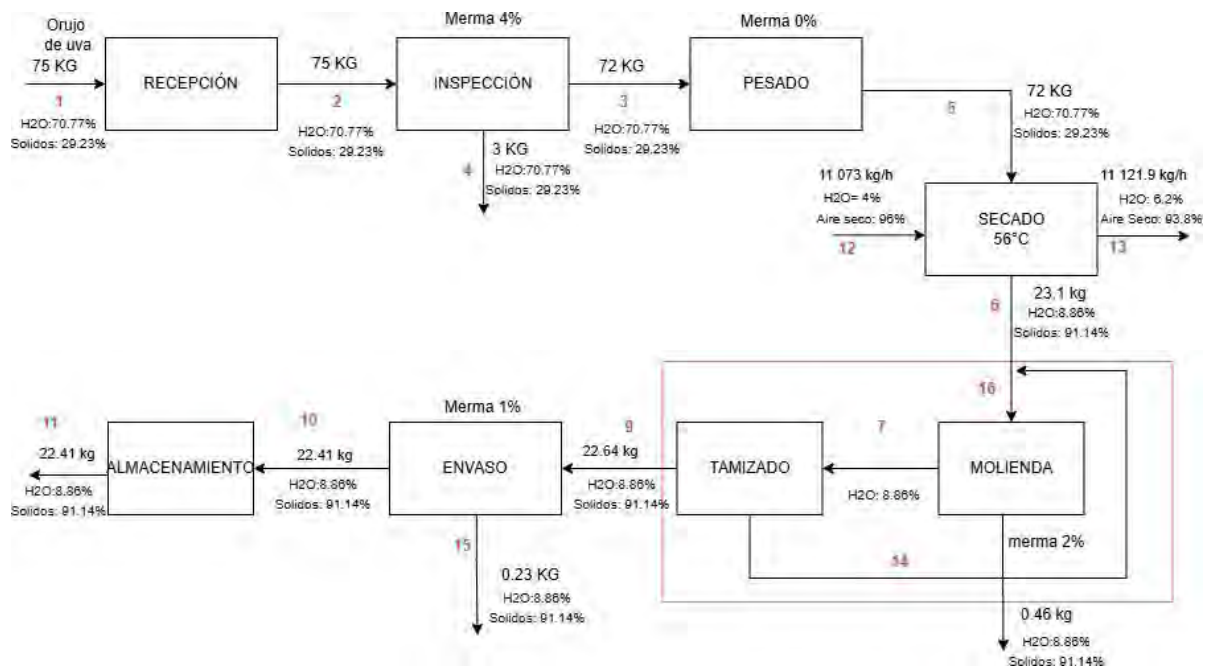 Orujo
de uva
75 KG
1
H2O:70.77%
Solidos: 29.23%
RECEPCIÓN
75 KG
2
H2O:70.77%
Solidos: 29.23%
Merma 4%
INSPECCIÓN
3 KG
4
H2O:70.77%
Solidos: 29.23%
72 KG
3
H2O:70.77%
Solidos: 29.23%
Merma 0%
PESADO
5
72 KG
H2O:70.77%
Solidos: 29.23%
11 073 kg/h
H2O= 4%
Aire seco: 96%
12
SECADO
56°C
11 121.9 kg/h
H2O: 6.2%
Aire Seco: 93.8%
13
6
23.1 kg
H2O:8.86%
Solidos: 91.14%
16
MOLIENDA
merma 2%
0.46 kg
H2O:8.86%
Solidos: 91.14%
7
H2O: 8.86%
TAMIZADO
14
9
22.64 kg
H2O:8.86%
Solidos: 91.14%
Merma 1%
ENVASO
15
0.23 KG
H2O:8.86%
Solidos: 91.14%
10
22.41 kg
H2O:8.86%
Solidos: 91.14%
ALMACENAMIENTO
11
22.41 kg
H2O:8.86%
Solidos: 91.14%